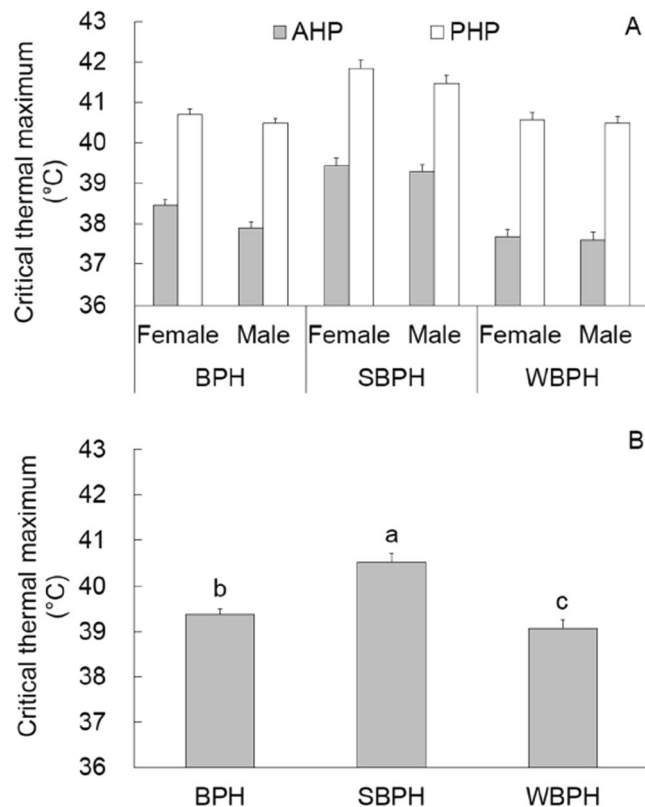 A
AHP PHP
Critical thermal maximum
(°C)
43
42
41
40
39
38
37
36
Female Male Female Male Female Male
BPH SBPH WBPH
B
Critical thermal maximum
(°C)
43
42
41
40
39
38
37
36
b
a
c
BPH SBPH WBPH